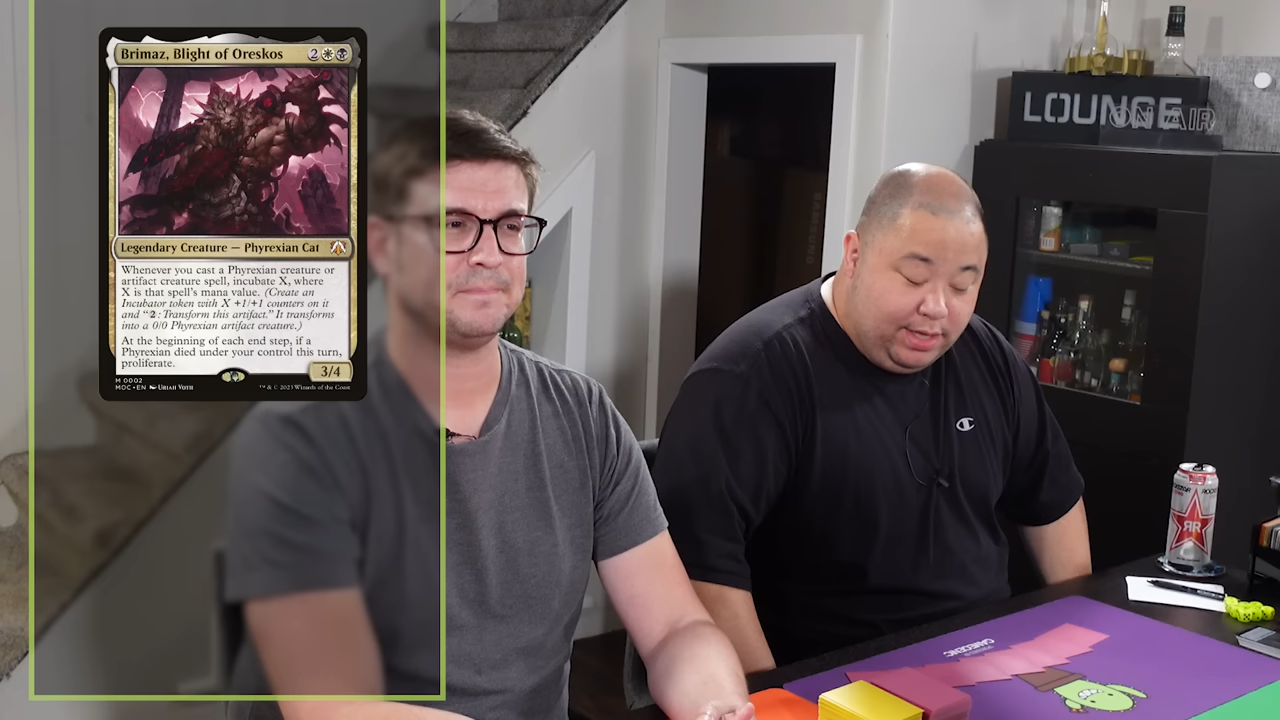 Brimaz, Blight of Oreskos 2
Legendary Creature — Phyrexian Cat
Whenever you cast a Phyrexian creature or
artifact creature spell, incubate X, where
X is that spell's mana value. (Create an
Incubator token with X +1/+1 counters on it
and "2: Transform this artifact." It transforms
into a 0/0 Phyrexian artifact creature.)
At the beginning of each end step, if a
Phyrexian died under your control this turn,
proliferate.
3/4
M 0002
MOC • EN Uriah Voth
™ & © 2023 Wizards of the Coast
LOUNGE
ON AIR
GAMEGENIC